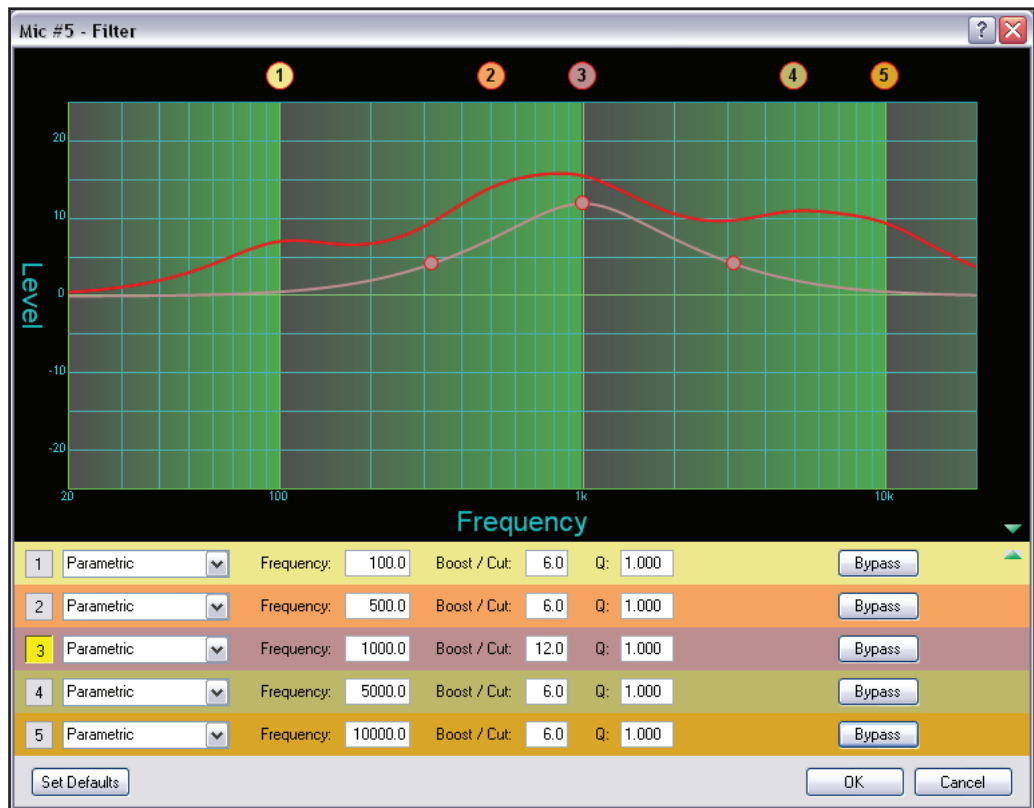 Mic #5 - Filter
?
1 2 3 4 5
20
10
0
-10
-20
Level
20 100 1k 10k
Frequency
1 Parametric Frequency: 100.0 Boost / Cut: 6.0 Q: 1.000 Bypass
2 Parametric Frequency: 500.0 Boost / Cut: 6.0 Q: 1.000 Bypass
3 Parametric Frequency: 1000.0 Boost / Cut: 12.0 Q: 1.000 Bypass
4 Parametric Frequency: 5000.0 Boost / Cut: 6.0 Q: 1.000 Bypass
5 Parametric Frequency: 10000.0 Boost / Cut: 6.0 Q: 1.000 Bypass
Set Defaults OK Cancel